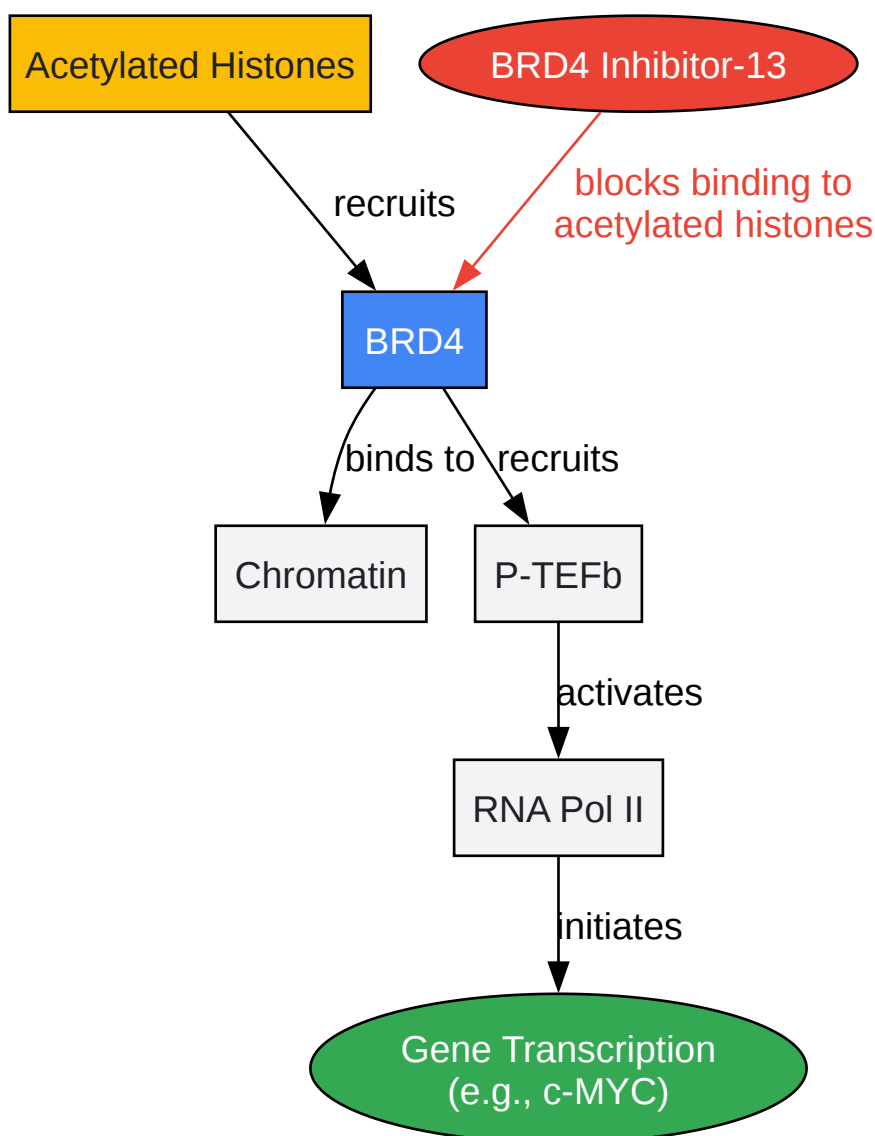 Acetylated Histones
BRD4 Inhibitor-13
recruits
blocks binding to
acetylated histones
BRD4
binds to
recruits
Chromatin
P-TEFb
activates
RNA Pol II
initiates
Gene Transcription
(e.g., c-MYC)